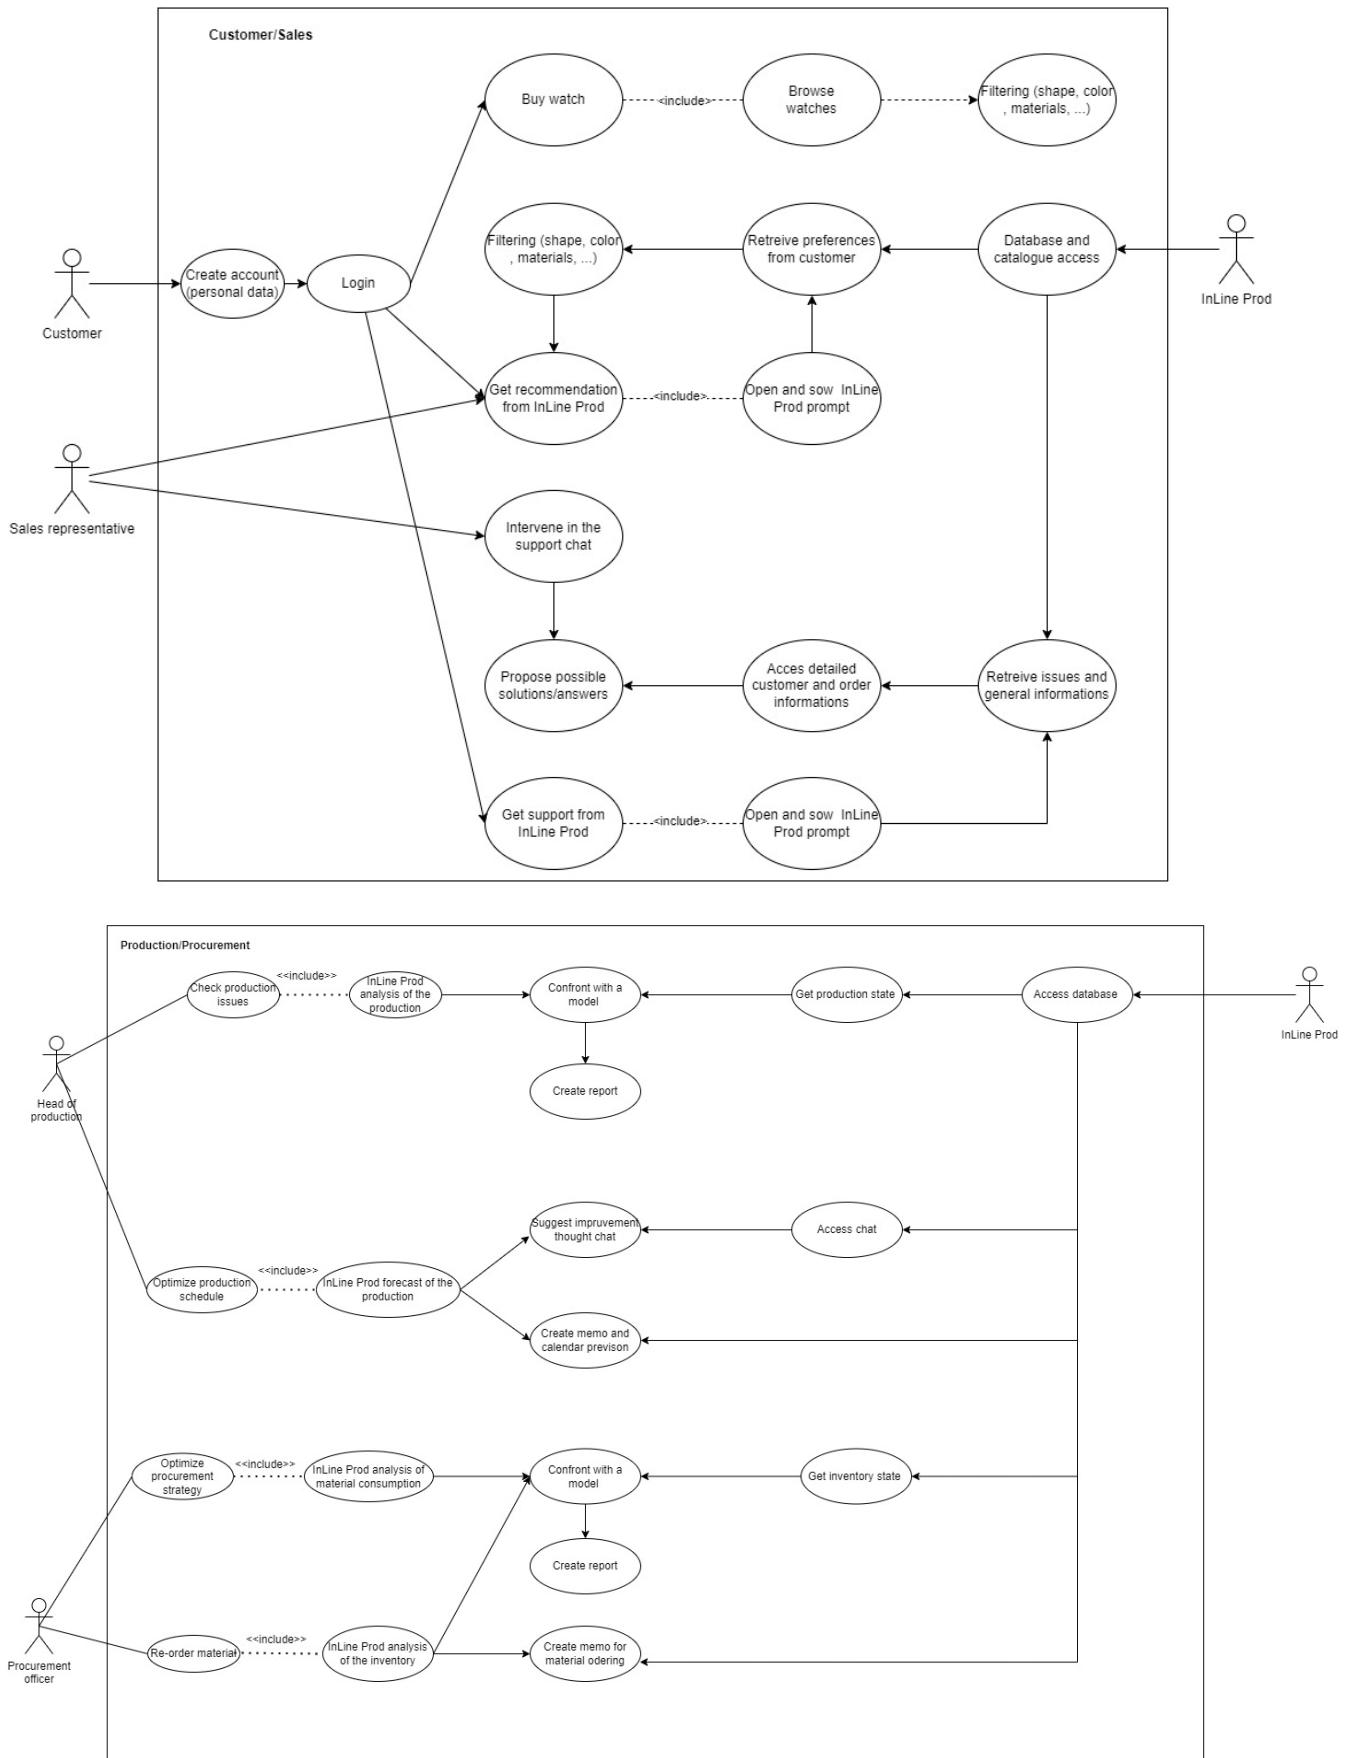 Customer/Sales
Buy watch
<include>
Browse
watches
Filtering (shape, color
, materials, ...)
Filtering (shape, color
, materials, ...)
Retreive preferences
from customer
Database and
catalogue access
InLine Prod
Create account
(personal data)
Login
Customer
Get recommendation
from InLine Prod
<include>
Open and sow InLine
Prod prompt
Sales representative
Intervene in the
support chat
Propose possible
solutions/answers
Acces detailed
customer and order
informations
Retreive issues and
general informations
Get support from
InLine Prod
<include>
Open and sow InLine
Prod prompt
Production/Procurement
Check production
issues
<<include>>
InLine Prod
analysis of the
production
Confront with a
model
Get production state
Access database
InLine Prod
Head of
production
Create report
Suggest impruvement
thought chat
Access chat
Optimize production
schedule
<<include>>
InLine Prod forecast of the
production
Create memo and
calendar previson
Optimize
procurement
strategy
<<include>>
InLine Prod analysis of
material consumption
Confront with a
model
Get inventory state
Create report
Procurement
officer
Re-order material
<<include>>
InLine Prod analysis
of the inventory
Create memo for
material odering